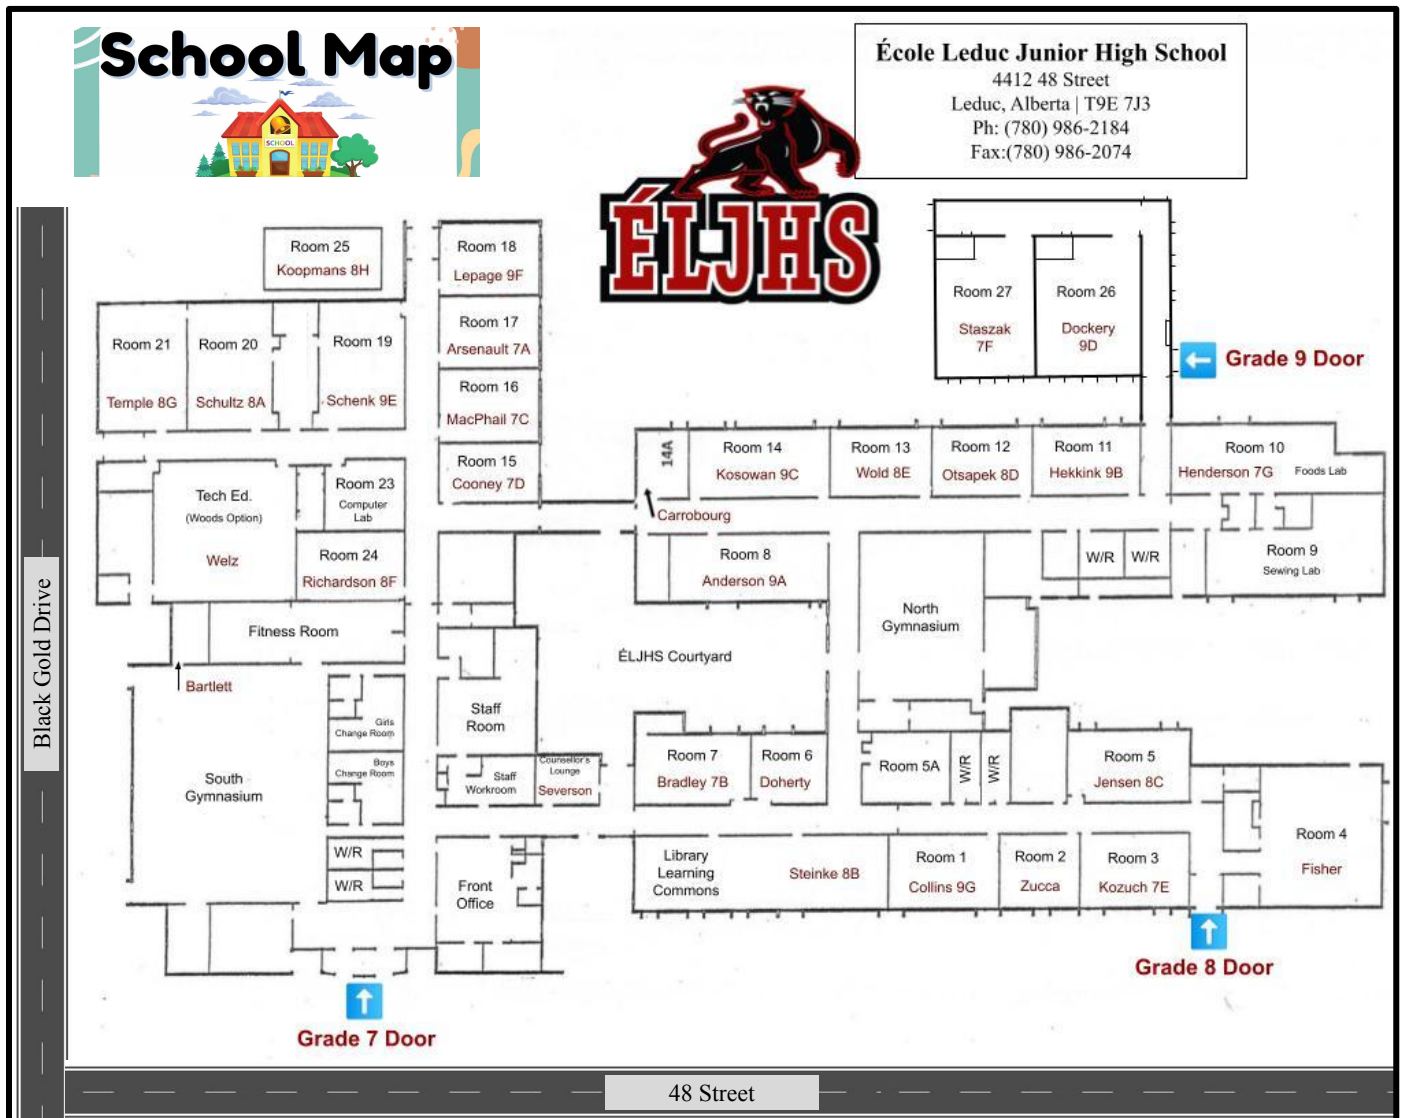 School Map
SCHOOL
École Leduc Junior High School
4412 48 Street
Leduc, Alberta | T9E 7J3
Ph: (780) 986-2184
Fax:(780) 986-2074
ÉLJHS
Room 25
Koopmans 8H
Room 18
Lepage 9F
Room 17
Arsenault 7A
Room 16
MacPhail 7C
Room 15
Cooney 7D
Room 21
Temple 8G
Room 20
Schultz 8A
Room 19
Schenk 9E
Room 27
Staszak
7F
Room 26
Dockery
9D
Grade 9 Door
14A
Carrobourg
Room 14
Kosowan 9C
Room 13
Wold 8E
Room 12
Otsapek 8D
Room 11
Hekkink 9B
Room 10
Henderson 7G
Foods Lab
Tech Ed.
(Woods Option)
Welz
Room 23
Computer
Lab
Room 24
Richardson 8F
Room 8
Anderson 9A
W/R
W/R
Room 9
Sewing Lab
North
Gymnasium
Fitness Room
Bartlett
ÉLJHS Courtyard
Girls
Change Room
Boys
Change Room
South
Gymnasium
Staff
Room
Staff
Workroom
Counsellor's
Lounge
Severson
Room 7
Bradley 7B
Room 6
Doherty
Room 5A
W/R
W/R
Room 5
Jensen 8C
Room 4
Fisher
W/R
W/R
Front
Office
Library
Learning
Commons
Steinke 8B
Room 1
Collins 9G
Room 2
Zucca
Room 3
Kozuch 7E
Grade 8 Door
Grade 7 Door
Black Gold Drive
48 Street